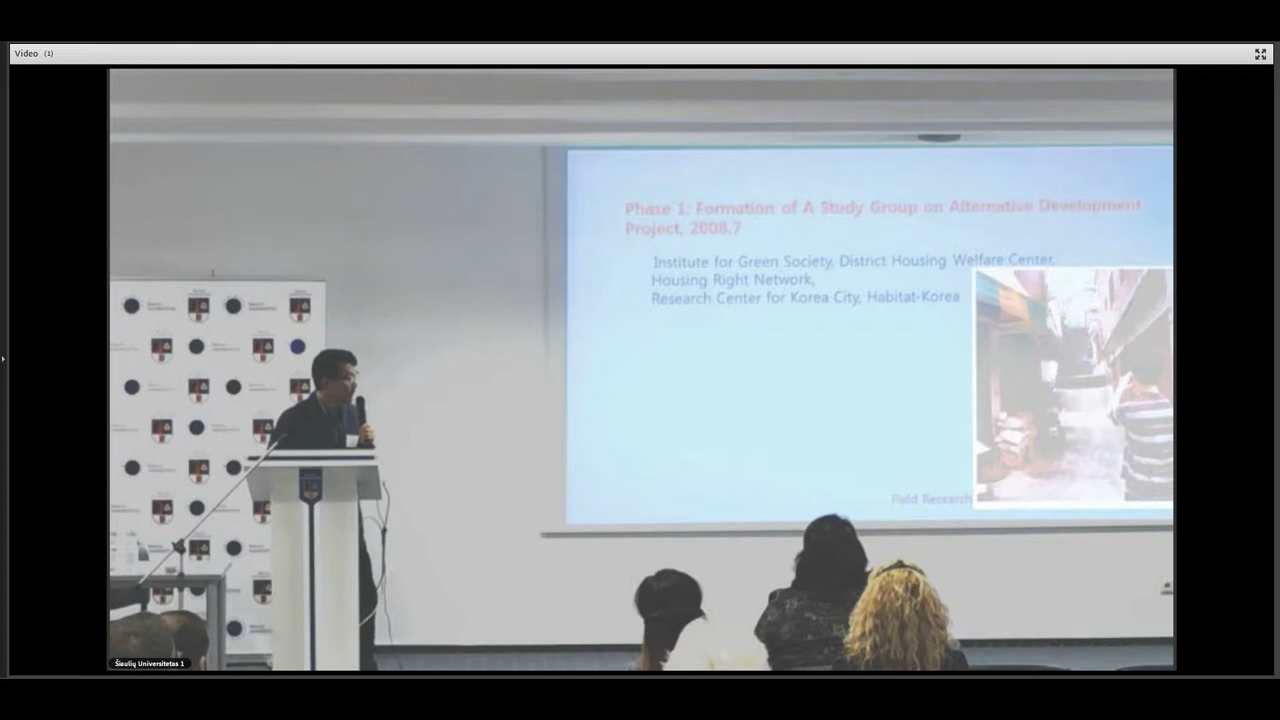 Video (1)
Phase 1: Formation of A Study Group on Alternative Development
Project, 2008.7
Institute for Green Society, District Housing Welfare Center,
Housing Right Network,
Research Center for Korea City, Habitat-Korea
Field Research
Šiaulių Universitetas 1